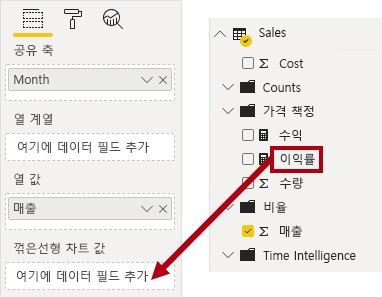 공유 축
Month
열 계열
여기에 데이터 필드 추가
열 값
매출
꺾은선형 차트 값
여기에 데이터 필드 추가
Sales
Cost
Counts
가격 책정
수익
이익률
수량
비율
매출
Time Intelligence